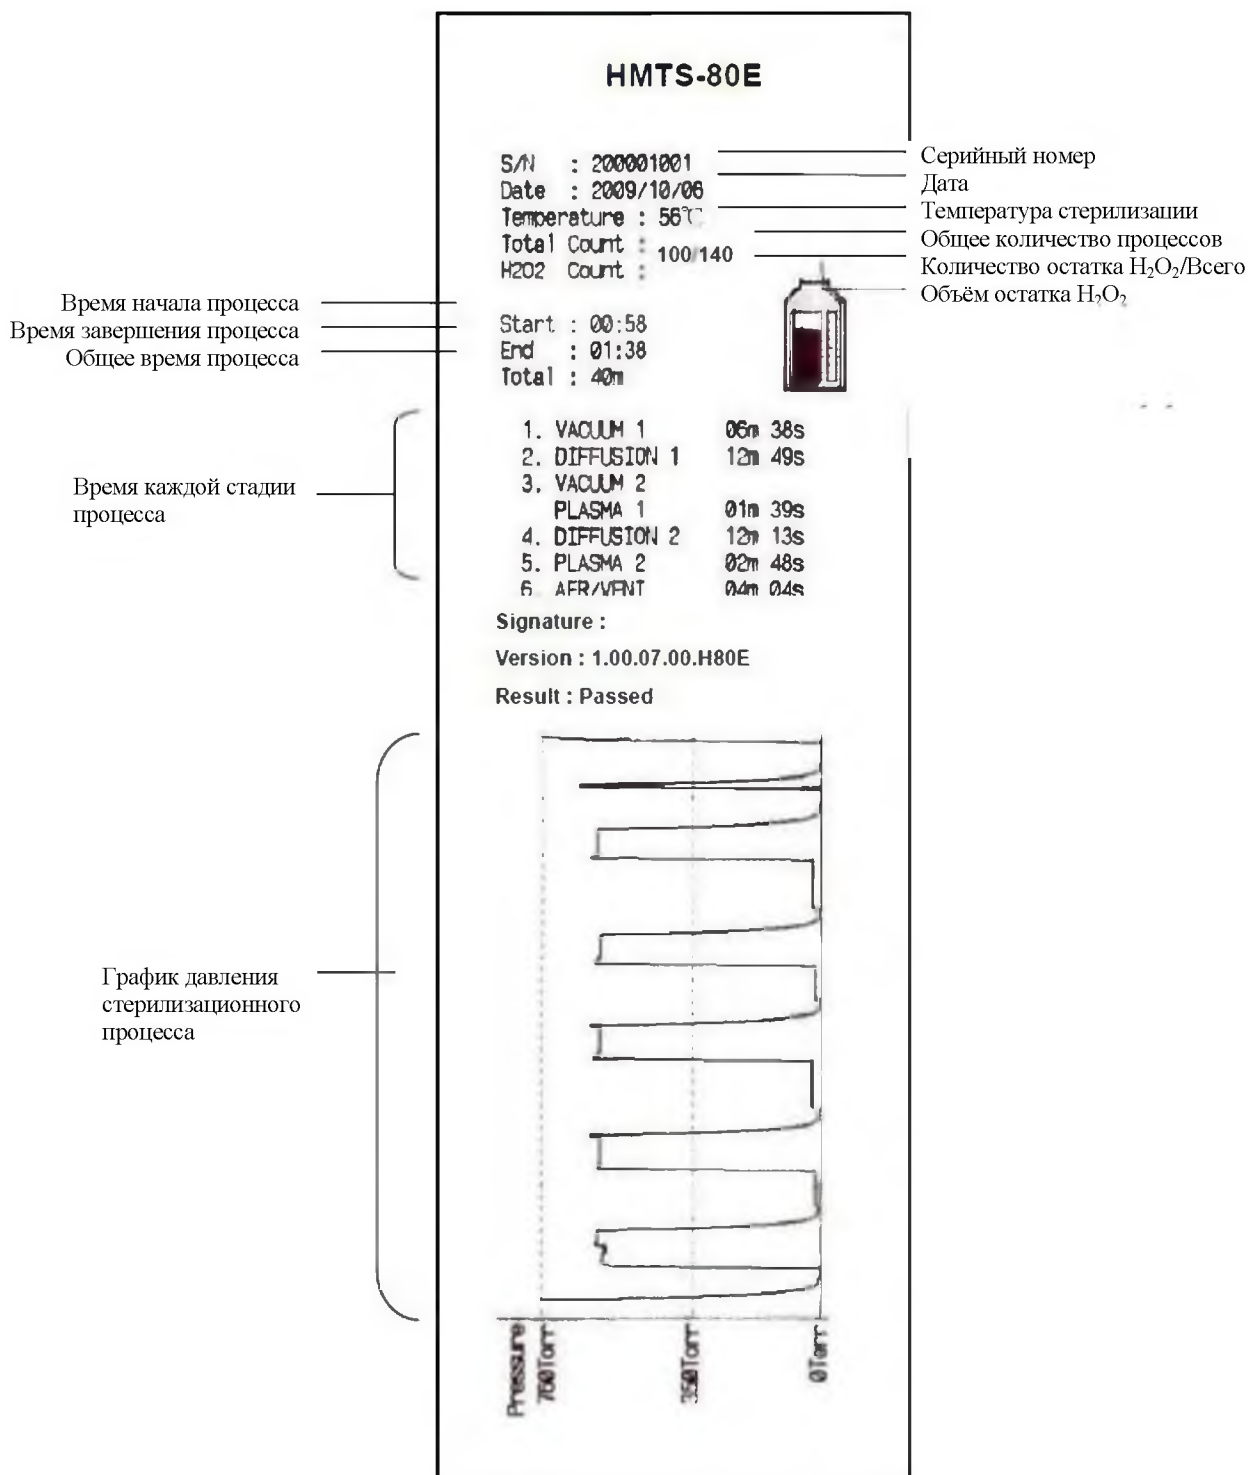 HMTS-80E
S/N : 200001001
Date : 2009/10/06
Temperature : 56℃
Total Count :
100/140
H2O2 Count :
Серийный номер
Дата
Температура стерилизации
Общее количество процессов
Количество остатка H₂O₂/Всего
Объём остатка H₂O₂
Время начала процесса
Время завершения процесса
Общее время процесса
Start : 00:58
End : 01:38
Total : 40m
1. VACUUM 1 06m 38s
2. DIFFUSION 1 12m 49s
3. VACUUM 2
PLASMA 1 01m 39s
4. DIFFUSION 2 12m 13s
5. PLASMA 2 02m 48s
6. AER/VENT 04m 04s
Время каждой стадии
процесса
Signature :
Version : 1.00.07.00.H80E
Result : Passed
График давления
стерилизационного
процесса
Pressure
760Torr
350Torr
0Torr